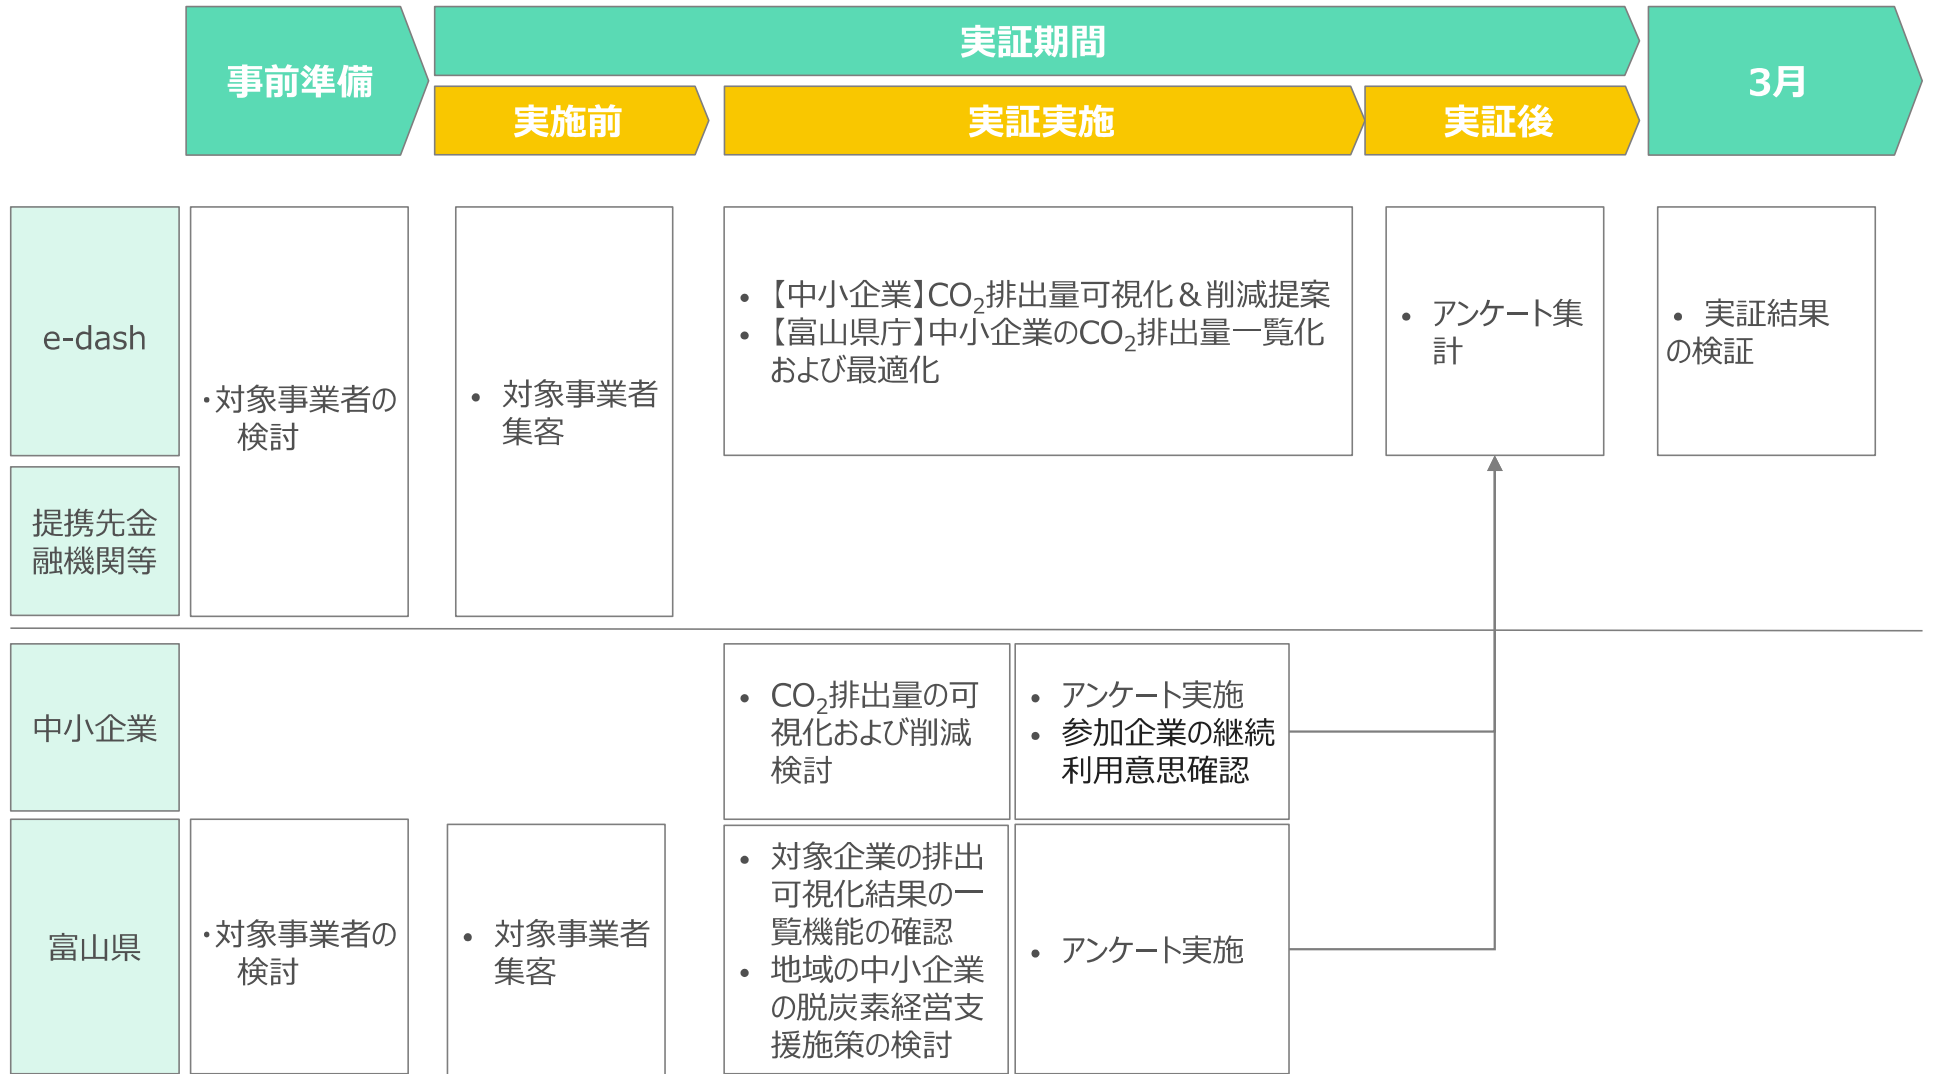 事前準備
実証期間
3月
実施前
実証実施
実証後
e-dash
・対象事業者の
検討
• 対象事業者
集客
• 【中小企業】CO₂排出量可視化＆削減提案
• 【富山県庁】中小企業のCO₂排出量一覧化
および最適化
• アンケート集
計
• 実証結果
の検証
提携先金
融機関等
中小企業
• CO₂排出量の可
視化および削減
検討
• アンケート実施
• 参加企業の継続
利用意思確認
富山県
・対象事業者の
検討
• 対象事業者
集客
• 対象企業の排出
可視化結果の一
覧機能の確認
• 地域の中小企業
の脱炭素経営支
援施策の検討
• アンケート実施